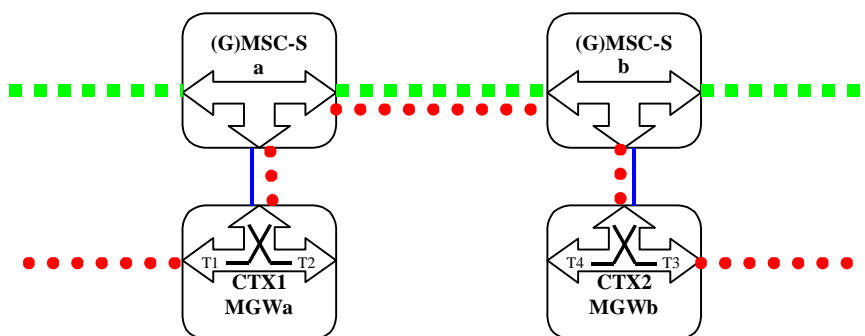 (G)MSC-S
a
(G)MSC-S
b
T1
T2
CTX1
MGWa
T4
T3
CTX2
MGWb